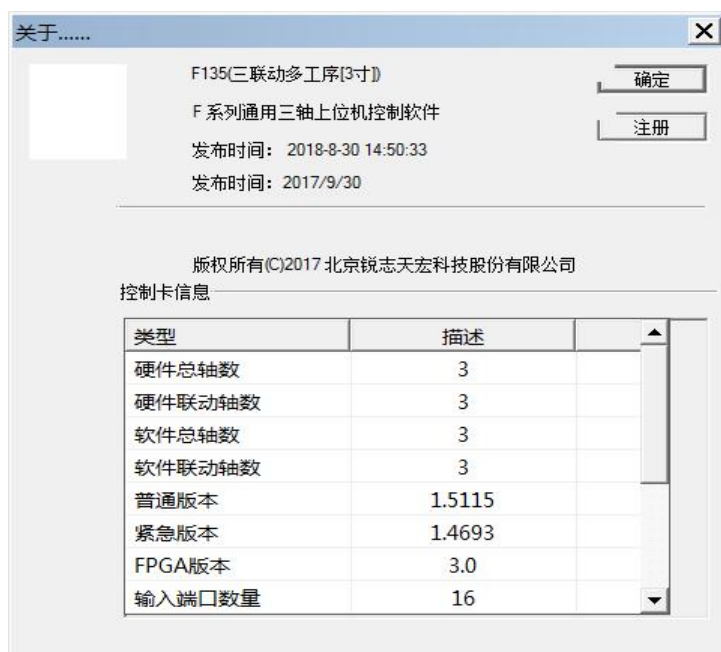 关于......
F135(三联动多工序[3寸])
确定
F 系列通用三轴上位机控制软件
注册
发布时间： 2018-8-30 14:50:33
发布时间：2017/9/30
版权所有(C)2017 北京锐志天宏科技股份有限公司
控制卡信息
类型 描述
硬件总轴数 3
硬件联动轴数 3
软件总轴数 3
软件联动轴数 3
普通版本 1.5115
紧急版本 1.4693
FPGA版本 3.0
输入端口数量 16